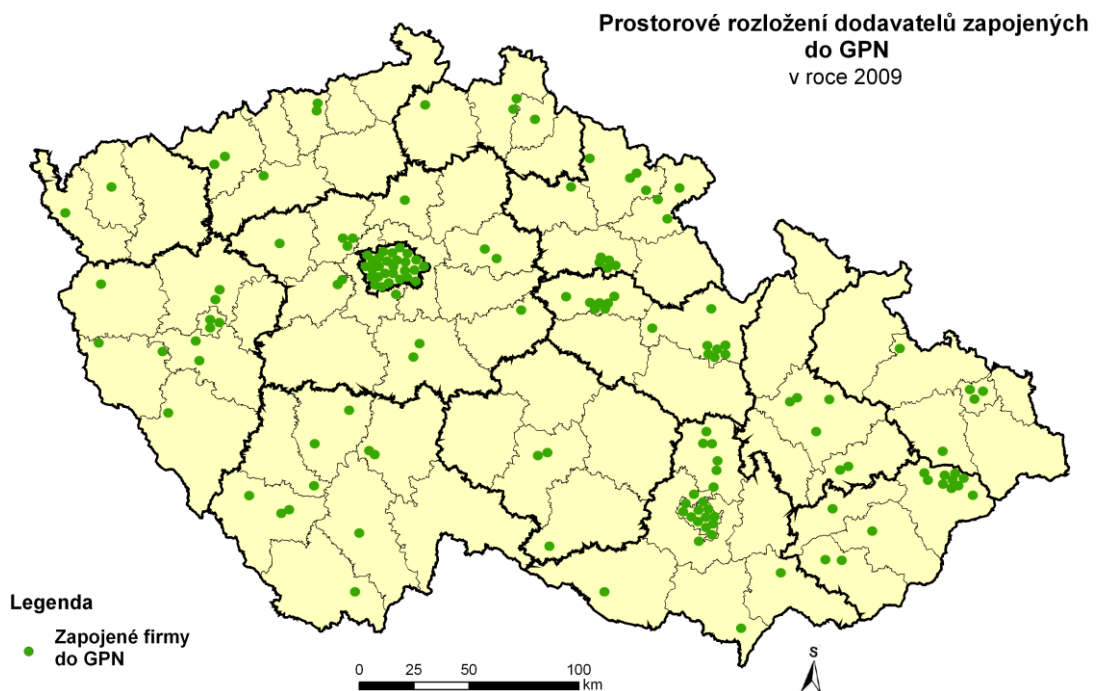 Prostorové rozložení dodavatelů zapojených
do GPN
v roce 2009
Legenda
Zapojené firmy
do GPN
0 25 50 100
km
S